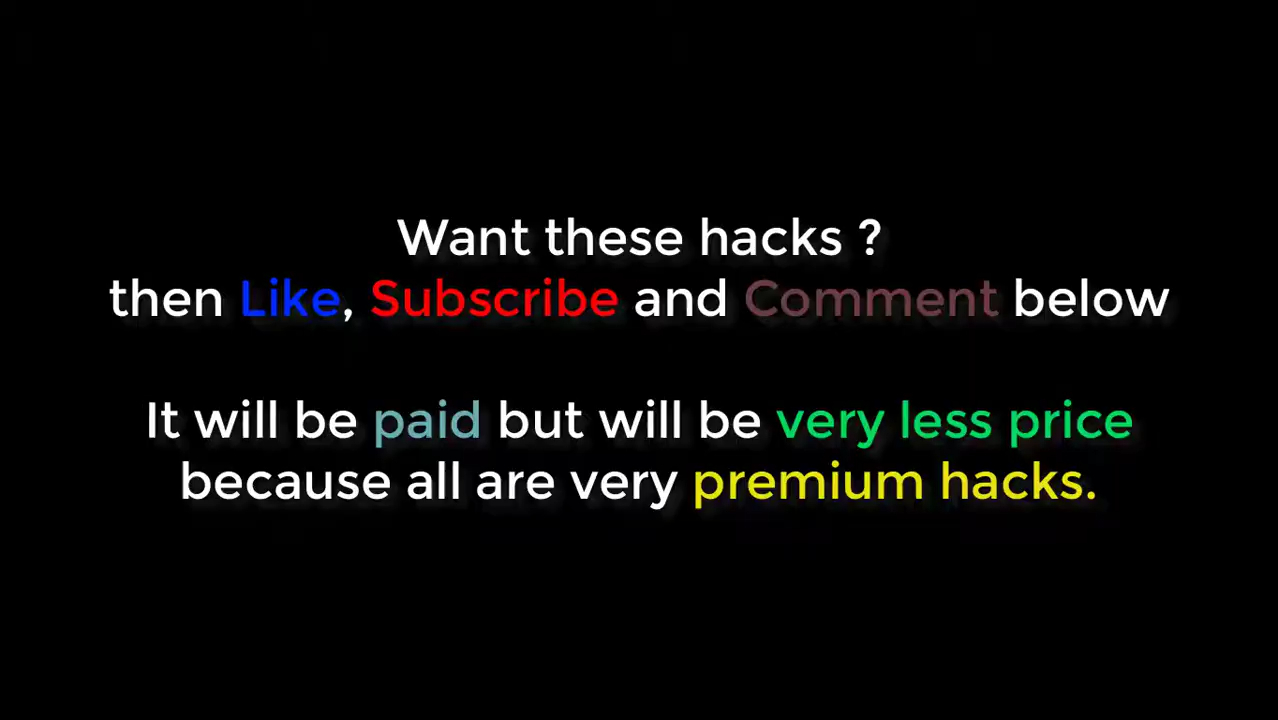 Want these hacks ?
then Like, Subscribe and Comment below
It will be paid but will be very less price
because all are very premium hacks.